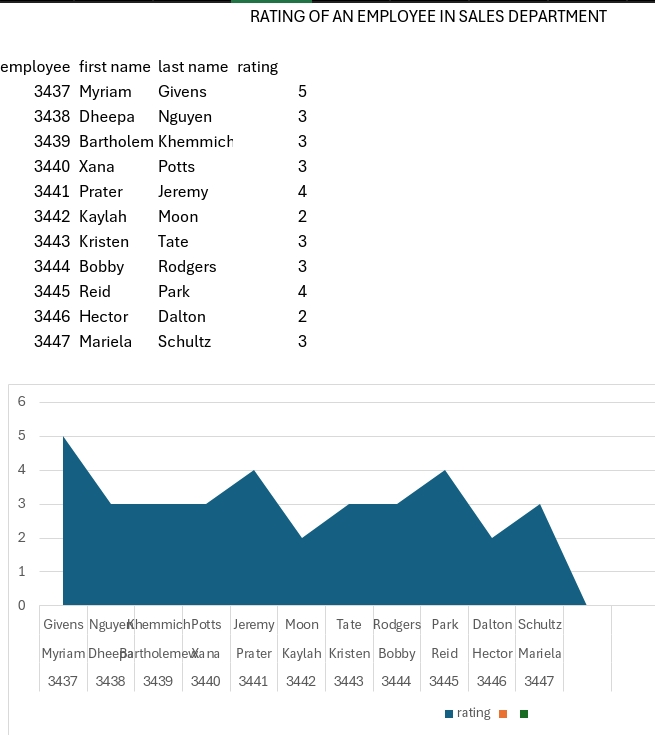 RATING OF AN EMPLOYEE IN SALES DEPARTMENT
employee first name last name rating
3437 Myriam Givens 5
3438 Dheepa Nguyen 3
3439 Bartholem Khemmich 3
3440 Xana Potts 3
3441 Prater Jeremy 4
3442 Kaylah Moon 2
3443 Kristen Tate 3
3444 Bobby Rodgers 3
3445 Reid Park 4
3446 Hector Dalton 2
3447 Mariela Schultz 3
6
5
4
3
2
1
0
Givens Nguyen Khemmich Potts Jeremy Moon Tate Rodgers Park Dalton Schultz
Myriam Dheepa Bartholemew Xana Prater Kaylah Kristen Bobby Reid Hector Mariela
3437 3438 3439 3440 3441 3442 3443 3444 3445 3446 3447
rating